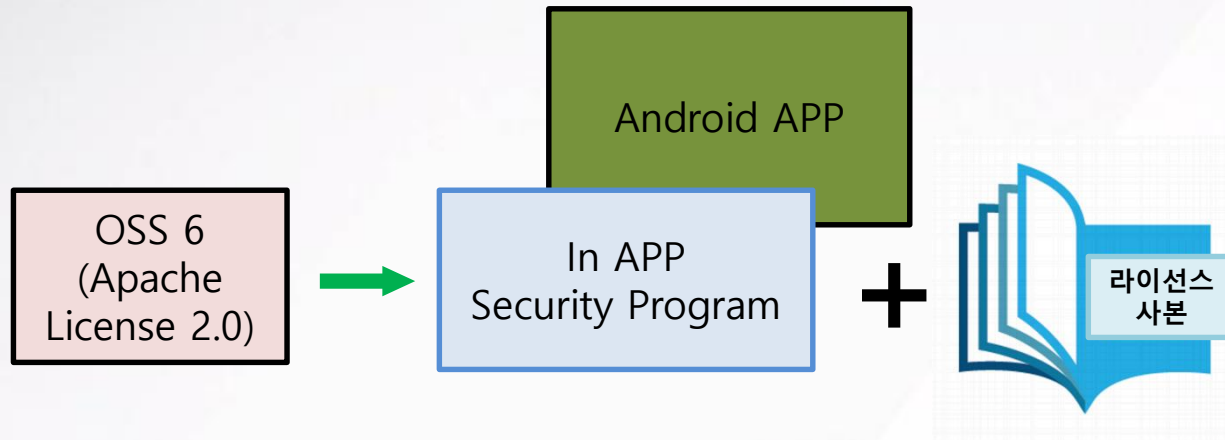 Android APP
OSS 6
(Apache
License 2.0)
In APP
Security Program
라이선스
사본